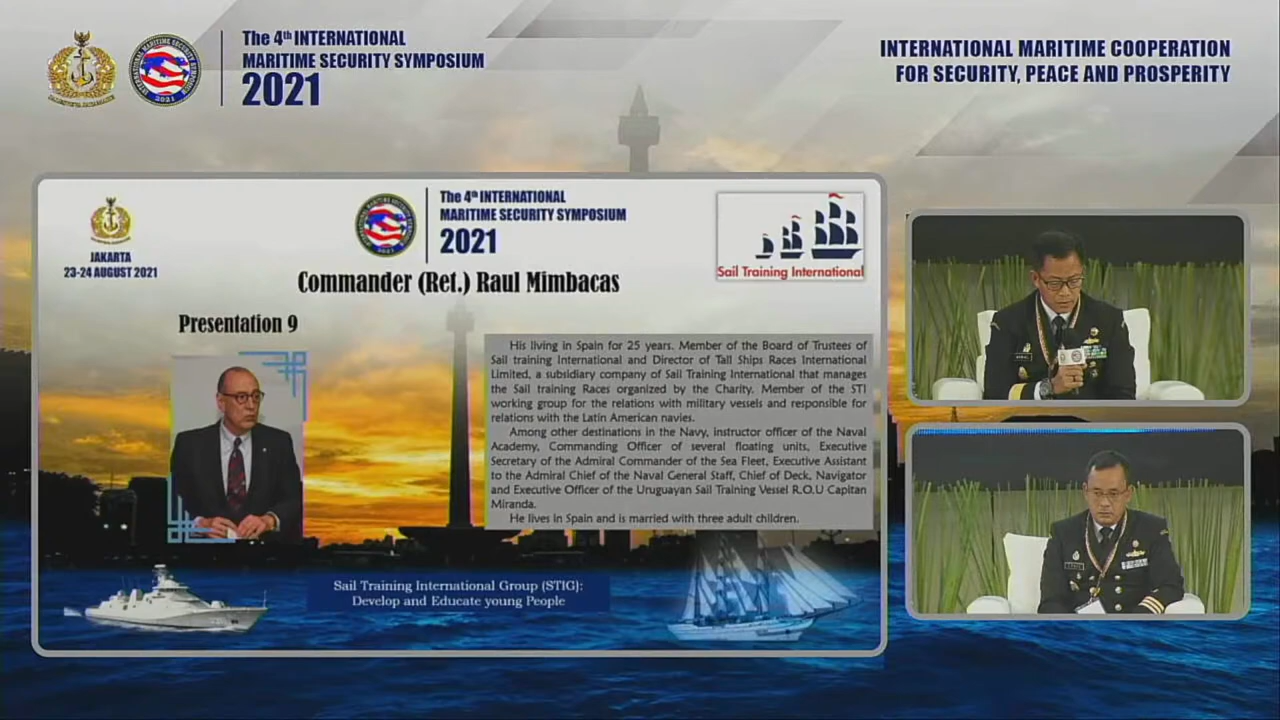 The 4th INTERNATIONAL
MARITIME SECURITY SYMPOSIUM
2021
INTERNATIONAL MARITIME COOPERATION
FOR SECURITY, PEACE AND PROSPERITY
JAKARTA
23-24 AUGUST 2021
The 4th INTERNATIONAL
MARITIME SECURITY SYMPOSIUM
2021
Sail Training International
Commander (Ret.) Raul Mimbacas
Presentation 9
His living in Spain for 25 years. Member of the Board of Trustees of
Sail training International and Director of Tall Ships Races International
Limited, a subsidiary company of Sail Training International that manages
the Sail training Races organized by the Charity. Member of the STI
working group for the relations with military vessels and responsible for
relations with the Latin American navies.
Among other destinations in the Navy, instructor officer of the Naval
Academy, Commanding Officer of several floating units, Executive
Secretary of the Admiral Commander of the Sea Fleet, Executive Assistant
to the Admiral Chief of the Naval General Staff, Chief of Deck, Navigator
and Executive Officer of the Uruguayan Sail Training Vessel R.O.U Capitan
Miranda.
He lives in Spain and is married with three adult children.
Sail Training International Group (STIG):
Develop and Educate young People